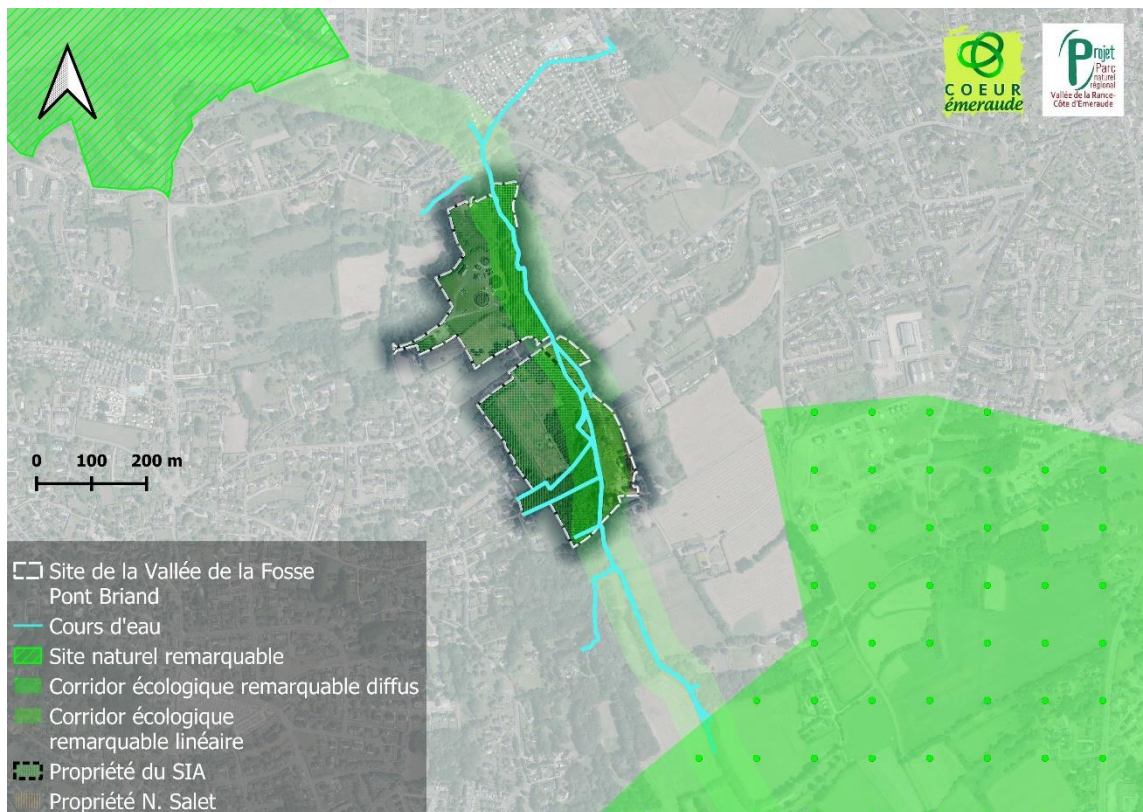 COEUR
émeraude
Projet
Parc
naturel
régional
Vallée de la Rance-
Côte d'Emeraude
0 100 200 m
Site de la Vallée de la Fosse
Pont Briand
Cours d'eau
Site naturel remarquable
Corridor écologique remarquable diffus
Corridor écologique
remarquable linéaire
Propriété du SIA
Propriété N. Salet